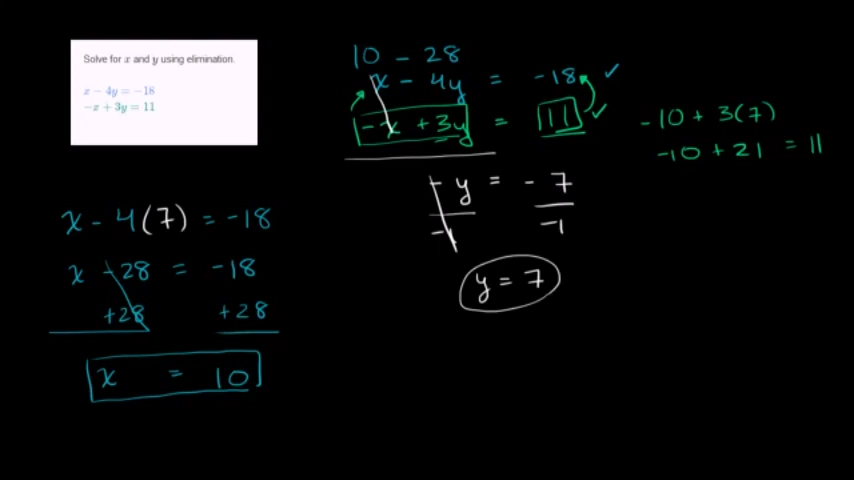 Solve for x and y using elimination.
x − 4y = −18
−x + 3y = 11
10 − 28
x − 4y = −18 ✓
−x + 3y = 11 ✓
−y = −7
−1 −1
y = 7
−10 + 3(7)
−10 + 21 = 11
x − 4(7) = −18
x − 28 = −18
+28 +28
x = 10